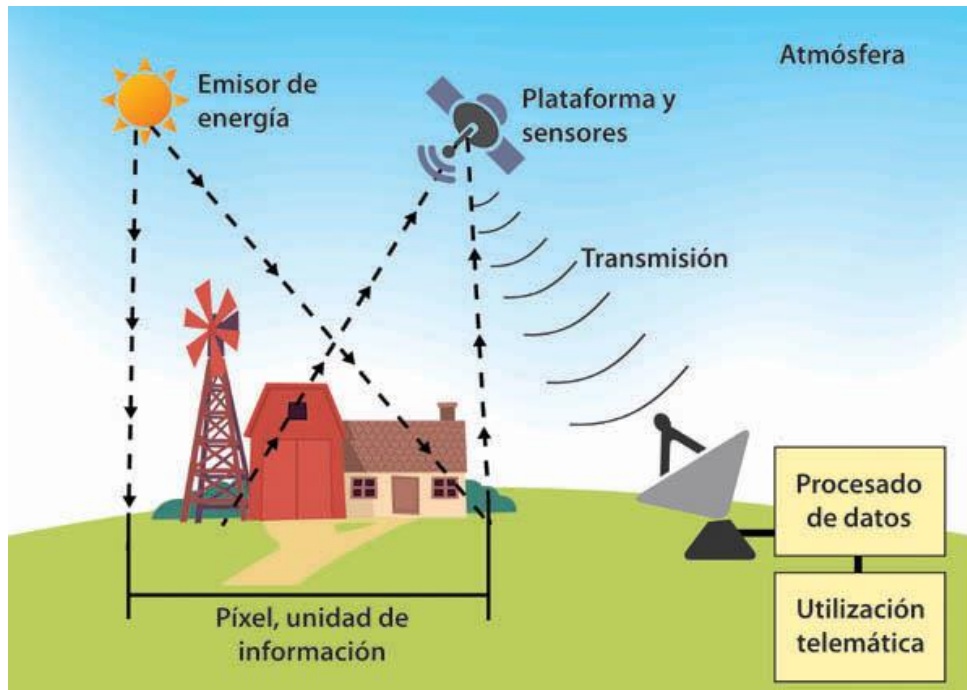 Emisor de
energía
Plataforma y
sensores
Atmósfera
Transmisión
Píxel, unidad de
información
Procesado
de datos
Utilización
telemática